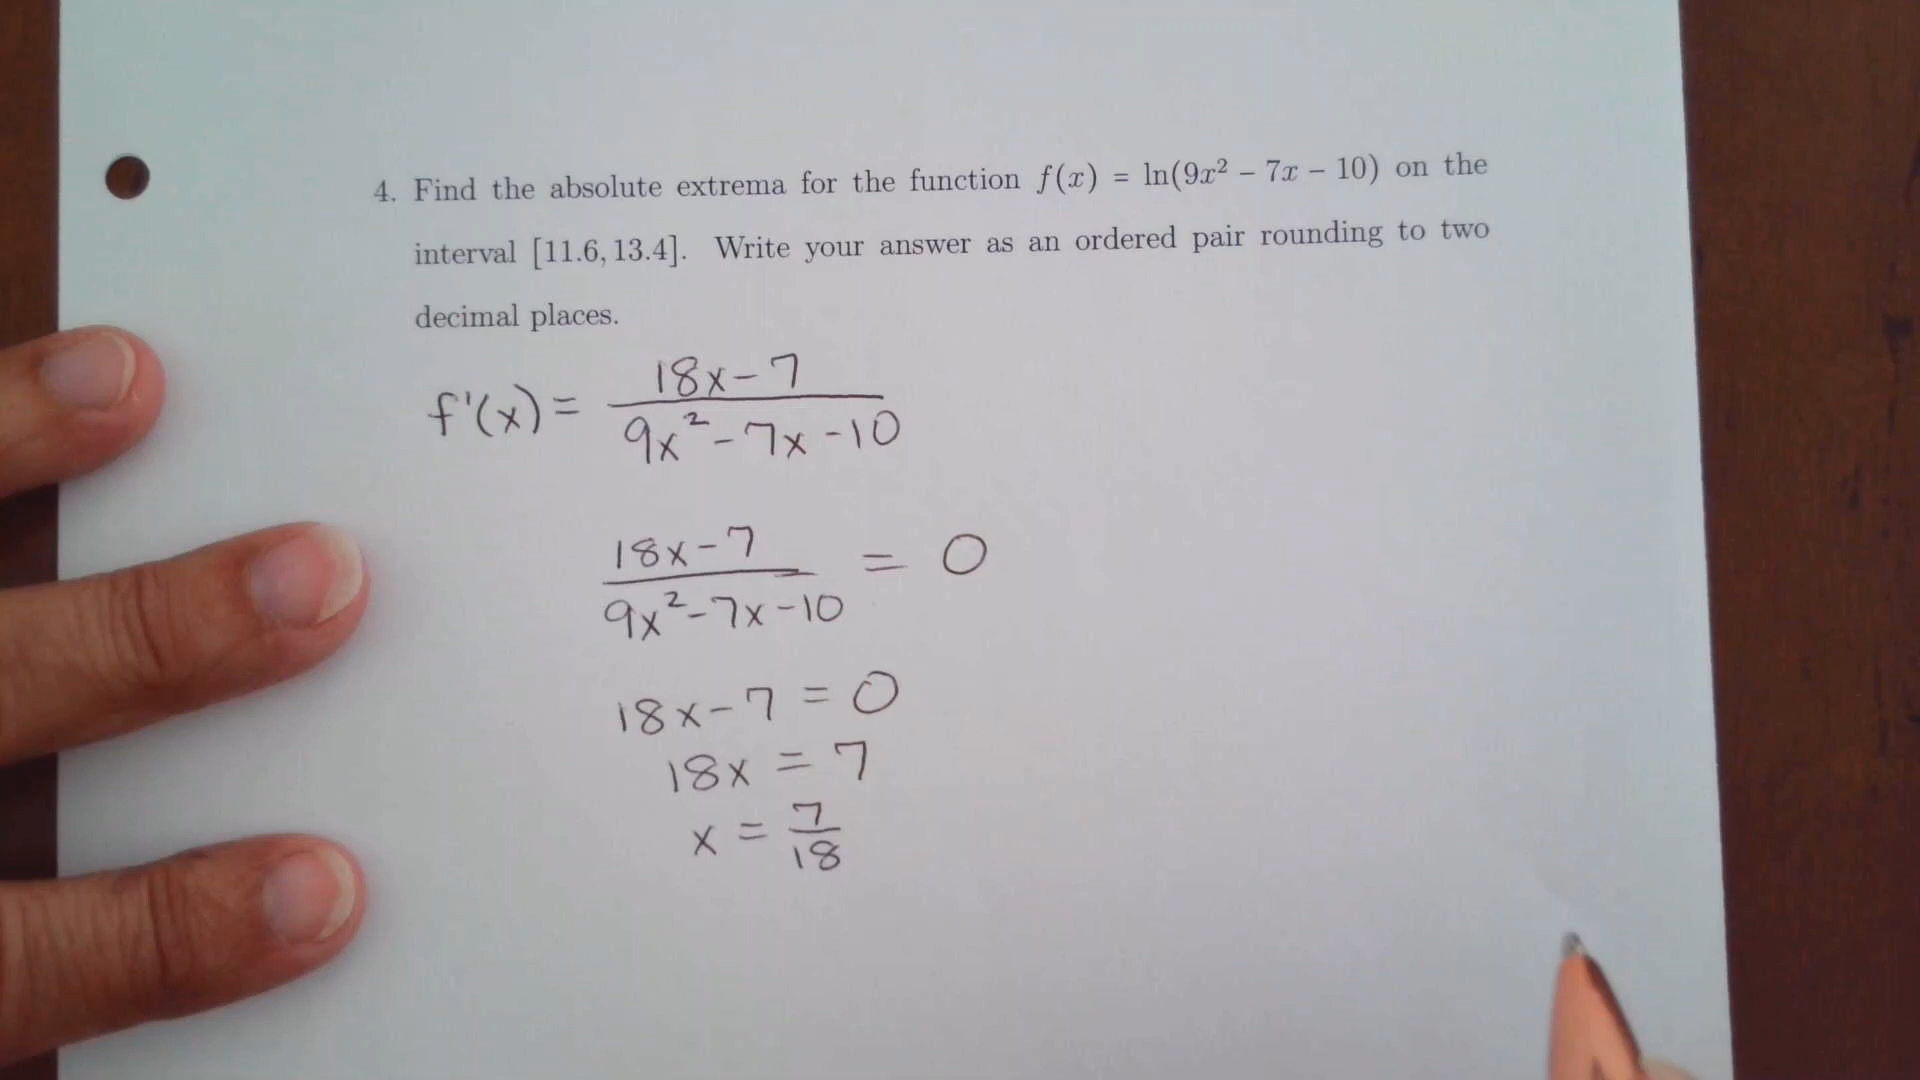 4. Find the absolute extrema for the function f(x) = ln(9x² − 7x − 10) on the
interval [11.6, 13.4]. Write your answer as an ordered pair rounding to two
decimal places.
f'(x) = (18x-7)/(9x²-7x-10)
(18x-7)/(9x²-7x-10) = 0
18x-7 = 0
18x = 7
x = 7/18